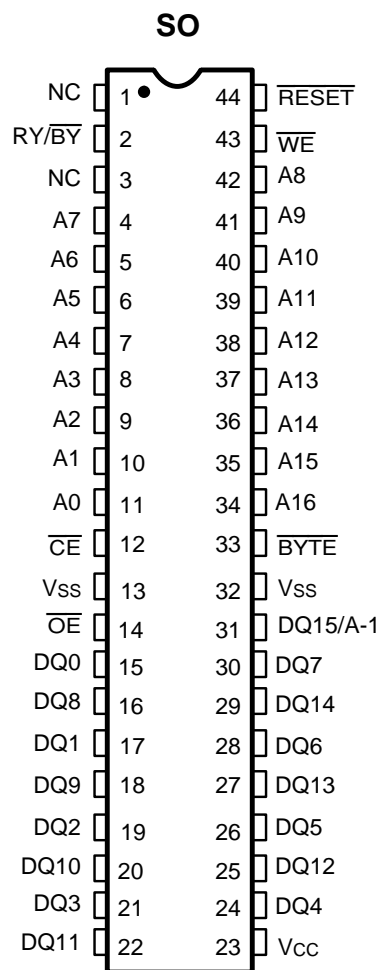 SO
NC 1 44 RESET
RY/BY 2 43 WE
NC 3 42 A8
A7 4 41 A9
A6 5 40 A10
A5 6 39 A11
A4 7 38 A12
A3 8 37 A13
A2 9 36 A14
A1 10 35 A15
A0 11 34 A16
CE 12 33 BYTE
VSS 13 32 VSS
OE 14 31 DQ15/A-1
DQ0 15 30 DQ7
DQ8 16 29 DQ14
DQ1 17 28 DQ6
DQ9 18 27 DQ13
DQ2 19 26 DQ5
DQ10 20 25 DQ12
DQ3 21 24 DQ4
DQ11 22 23 VCC